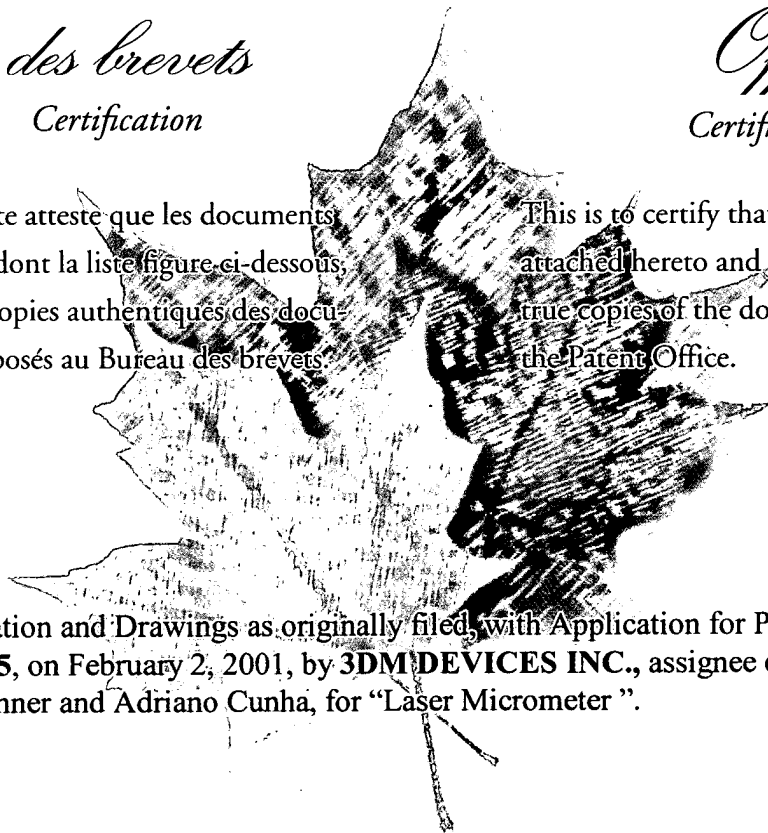 des brevets
Certification
te atteste que les documents
dont la liste figure ci-dessous,
opies authentiques des docu-
posés au Bureau des brevets.
Certifi
This is to certify tha
attached hereto and
true copies of the do
the Patent Office.
ation and Drawings as originally filed, with Application for P
5, on February 2, 2001, by 3DM DEVICES INC., assignee o
nner and Adriano Cunha, for “Laser Micrometer ”.